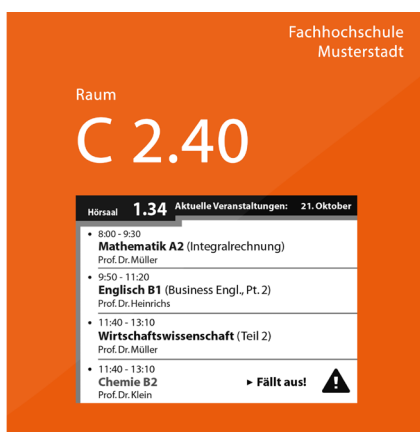 Fachhochschule
Musterstadt
Raum
C 2.40
Hörsaal 1.34 Aktuelle Veranstaltungen: 21. Oktober
• 8:00 - 9:30
Mathematik A2 (Integralrechnung)
Prof. Dr. Müller
• 9:50 - 11:20
Englisch B1 (Business Engl., Pt. 2)
Prof. Dr. Heinrichs
• 11:40 - 13:10
Wirtschaftswissenschaft (Teil 2)
Prof. Dr. Müller
• 11:40 - 13:10
Chemie B2 ▸ Fällt aus!
Prof. Dr. Klein